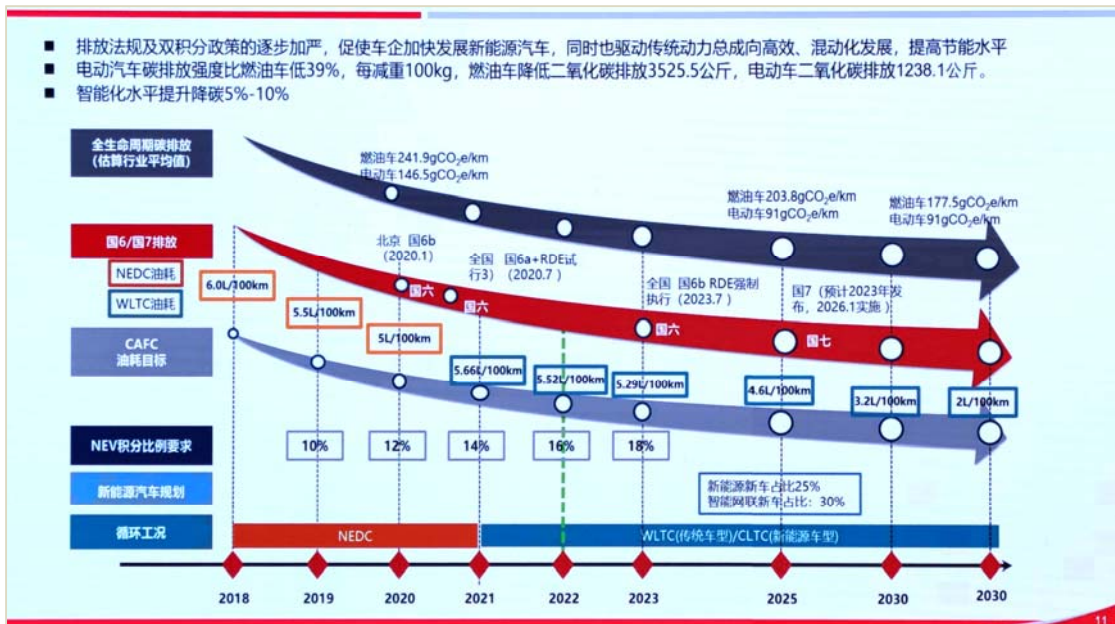 排放法规及双积分政策的逐步加严，促使车企加快发展新能源汽车，同时也驱动传统动力总成向高效、混动化发展，提高节能水平
电动汽车碳排放强度比燃油车低39%，每减重100kg，燃油车降低二氧化碳排放3525.5公斤，电动车二氧化碳排放1238.1公斤。
智能化水平提升降碳5%-10%
全生命周期碳排放
(估算行业平均值)
燃油车241.9gCO₂e/km
电动车146.5gCO₂e/km
燃油车203.8gCO₂e/km
电动车91gCO₂e/km
燃油车177.5gCO₂e/km
电动车91gCO₂e/km
国6/国7排放
NEDC油耗
WLTC油耗
北京 国6b
（2020.1）
全国 国6a+RDE试
行3）（2020.7 ）
全国 国6b RDE强制
执行（2023.7 ）
国7（预计2023年发
布，2026.1实施 ）
国六
国六
国六
国七
6.0L/100km
5.5L/100km
5L/100km
5.66L/100km
5.52L/100km
5.29L/100km
4.6L/100km
3.2L/100km
2L/100km
CAFC
油耗目标
NEV积分比例要求
10%
12%
14%
16%
18%
新能源汽车规划
新能源新车占比25%
智能网联新车占比：30%
循环工况
NEDC
WLTC(传统车型)/CLTC(新能源车型)
2018
2019
2020
2021
2022
2023
2025
2030
2030
11